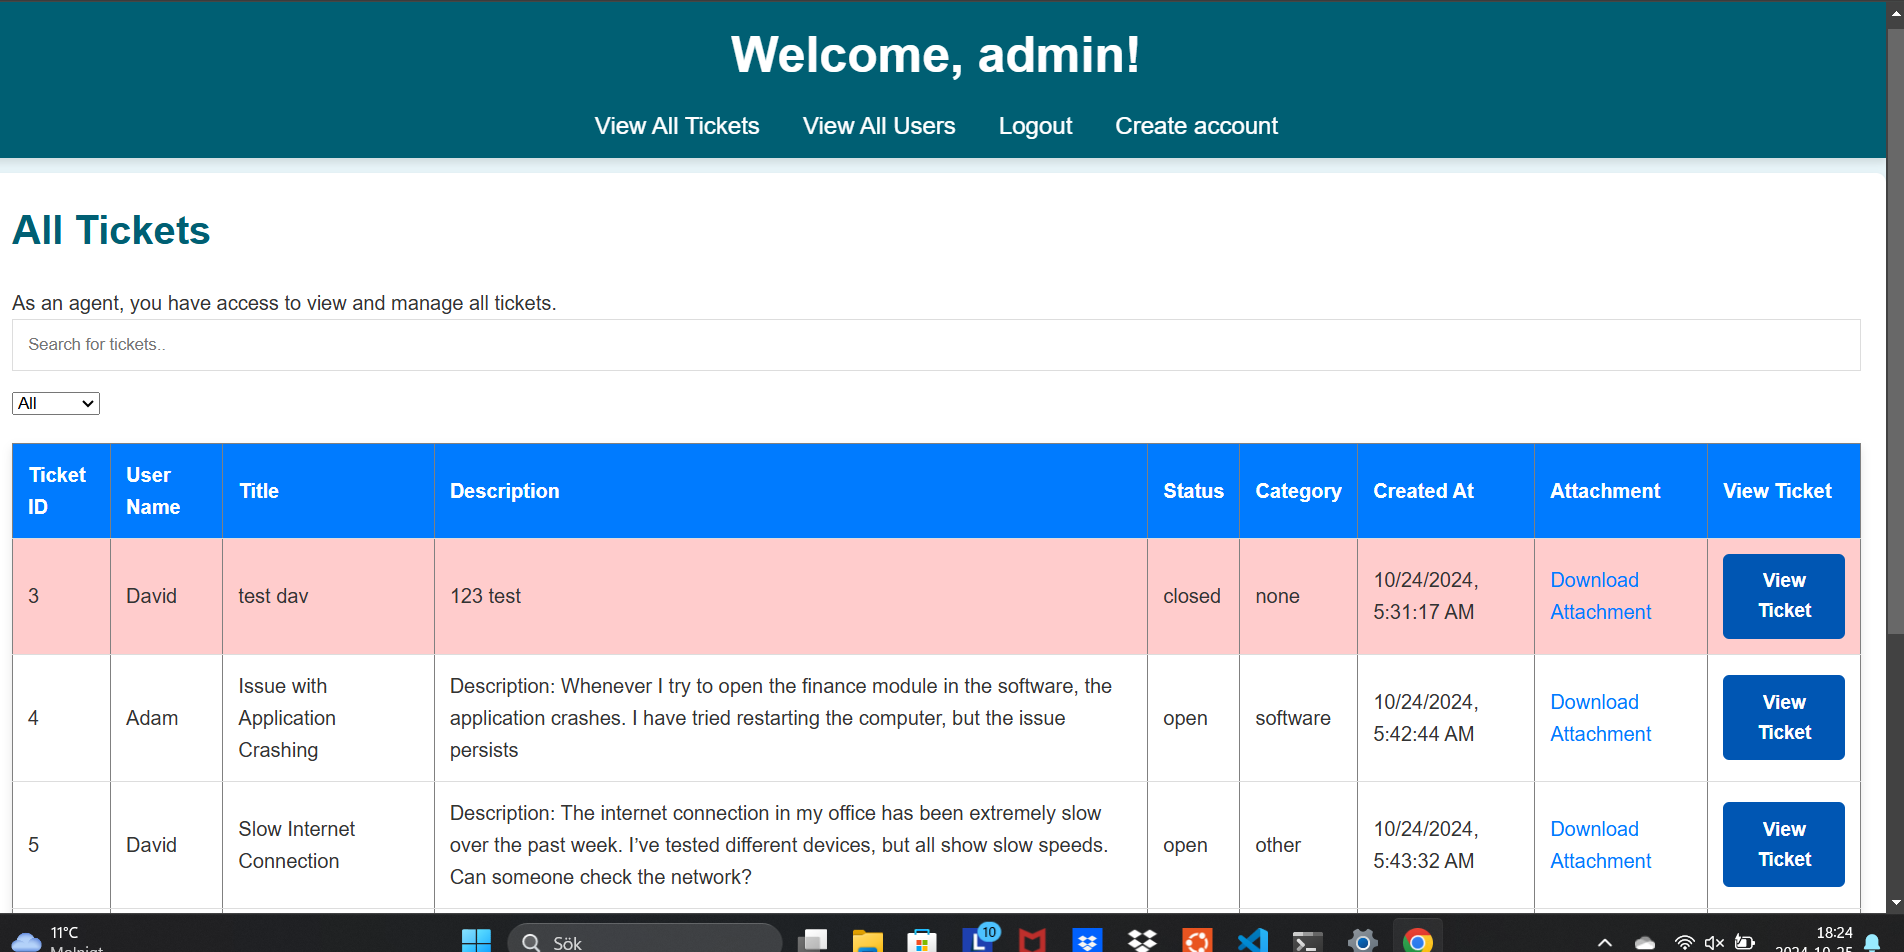 Welcome, admin!
View All Tickets View All Users Logout Create account
All Tickets
As an agent, you have access to view and manage all tickets.
Search for tickets..
All
Ticket ID User Name Title Description Status Category Created At Attachment View Ticket
3 David test dav 123 test closed none 10/24/2024, 5:31:17 AM Download Attachment View Ticket
4 Adam Issue with Application Crashing Description: Whenever I try to open the finance module in the software, the application crashes. I have tried restarting the computer, but the issue persists open software 10/24/2024, 5:42:44 AM Download Attachment View Ticket
5 David Slow Internet Connection Description: The internet connection in my office has been extremely slow over the past week. I’ve tested different devices, but all show slow speeds. Can someone check the network? open other 10/24/2024, 5:43:32 AM Download Attachment View Ticket
11°C
Sök
L
10
18:24